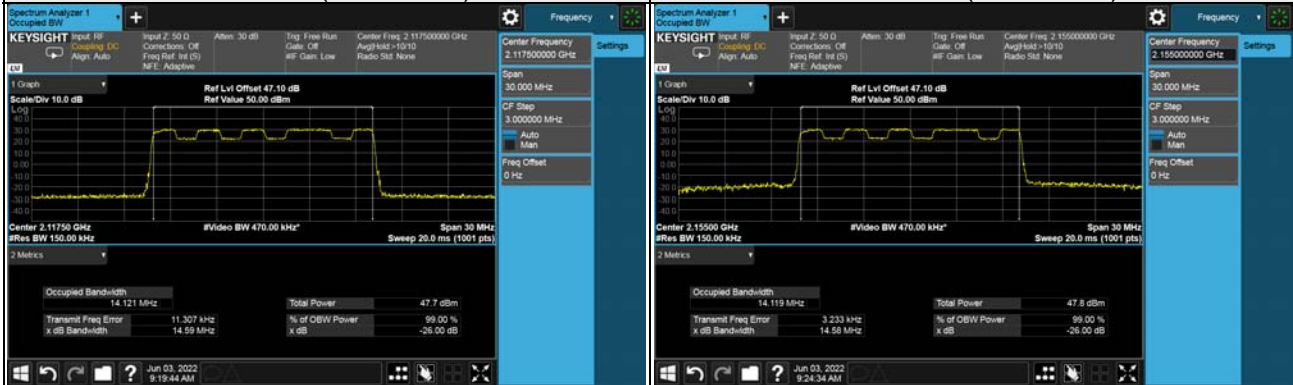 Spectrum Analyzer 1
Occupied BW
Frequency
KEYSIGHT
Input: RF
Coupling: DC
Align: Auto
Input Z: 50 Ω
Corrections: Off
Freq Ref: Int (S)
NFE: Adaptive
Atten: 30 dB
Trig: Free Run
Gate: Off
#IF Gain: Low
Center Freq: 2.117500000 GHz
Avg|Hold:>10/10
Radio Std: None
LM
Center Frequency
2.117500000 GHz
Settings
Span
30.000 MHz
CF Step
3.000000 MHz
Auto
Man
Freq Offset
0 Hz
1 Graph
Scale/Div 10.0 dB
Ref Lvl Offset 47.10 dB
Ref Value 50.00 dBm
Log
40.0
30.0
20.0
10.0
0.00
-10.0
-20.0
-30.0
-40.0
Center 2.11750 GHz
#Video BW 470.00 kHz*
Span 30 MHz
#Res BW 150.00 kHz
Sweep 20.0 ms (1001 pts)
2 Metrics
Occupied Bandwidth
14.121 MHz
Total Power 47.7 dBm
Transmit Freq Error 11.307 kHz
% of OBW Power 99.00 %
x dB Bandwidth 14.59 MHz
x dB -26.00 dB
Jun 03, 2022
9:19:44 AM
Spectrum Analyzer 1
Occupied BW
Frequency
KEYSIGHT
Input: RF
Coupling: DC
Align: Auto
Input Z: 50 Ω
Corrections: Off
Freq Ref: Int (S)
NFE: Adaptive
Atten: 30 dB
Trig: Free Run
Gate: Off
#IF Gain: Low
Center Freq: 2.155000000 GHz
Avg|Hold:>10/10
Radio Std: None
LM
Center Frequency
2.155000000 GHz
Settings
Span
30.000 MHz
CF Step
3.000000 MHz
Auto
Man
Freq Offset
0 Hz
1 Graph
Scale/Div 10.0 dB
Ref Lvl Offset 47.10 dB
Ref Value 50.00 dBm
Log
40.0
30.0
20.0
10.0
0.00
-10.0
-20.0
-30.0
-40.0
Center 2.15500 GHz
#Video BW 470.00 kHz*
Span 30 MHz
#Res BW 150.00 kHz
Sweep 20.0 ms (1001 pts)
2 Metrics
Occupied Bandwidth
14.119 MHz
Total Power 47.8 dBm
Transmit Freq Error 3.233 kHz
% of OBW Power 99.00 %
x dB Bandwidth 14.58 MHz
x dB -26.00 dB
Jun 03, 2022
9:24:34 AM